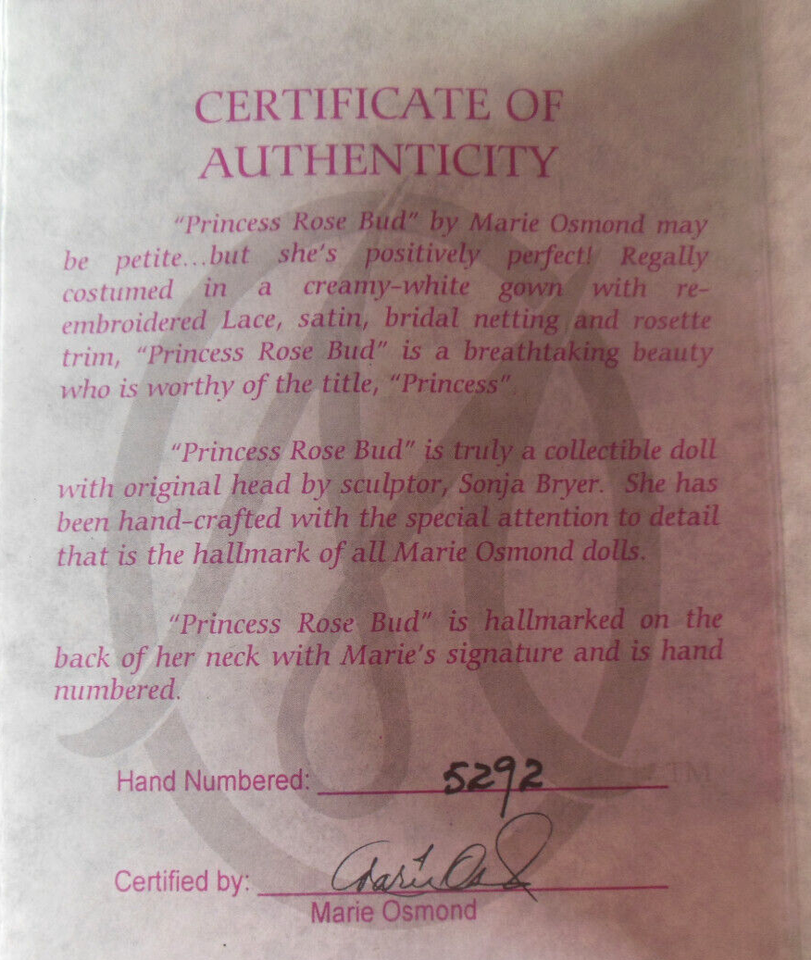 CERTIFICATE OF
AUTHENTICITY
"Princess Rose Bud" by Marie Osmond may
be petite...but she's positively perfect! Regally
costumed in a creamy-white gown with re-
embroidered Lace, satin, bridal netting and rosette
trim, "Princess Rose Bud" is a breathtaking beauty
who is worthy of the title, "Princess"
"Princess Rose Bud" is truly a collectible doll
with original head by sculptor, Sonja Bryer. She has
been hand-crafted with the special attention to detail
that is the hallmark of all Marie Osmond dolls.
"Princess Rose Bud" is hallmarked on the
back of her neck with Marie's signature and is hand
numbered.
Hand Numbered: 5292
TM
Certified by: Marie Osmond
Marie Osmond